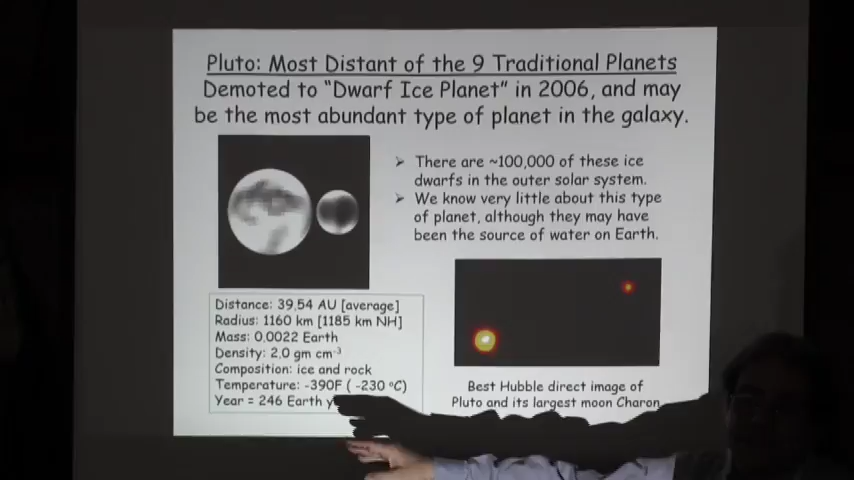 Pluto: Most Distant of the 9 Traditional Planets
Demoted to “Dwarf Ice Planet” in 2006, and may
be the most abundant type of planet in the galaxy.
➢ There are ~100,000 of these ice
dwarfs in the outer solar system.
➢ We know very little about this type
of planet, although they may have
been the source of water on Earth.
Distance: 39.54 AU [average]
Radius: 1160 km [1185 km NH]
Mass: 0.0022 Earth
Density: 2.0 gm cm⁻³
Composition: ice and rock
Temperature: -390F ( -230 ºC)
Year = 246 Earth y
Best Hubble direct image of
Pluto and its largest moon Charon